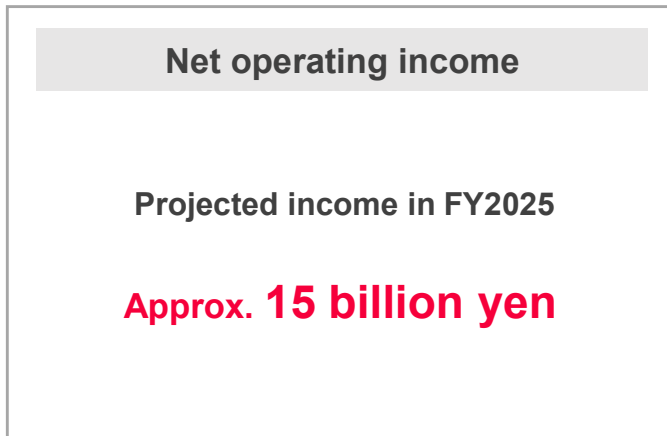 Net operating income
Projected income in FY2025
Approx. 15 billion yen